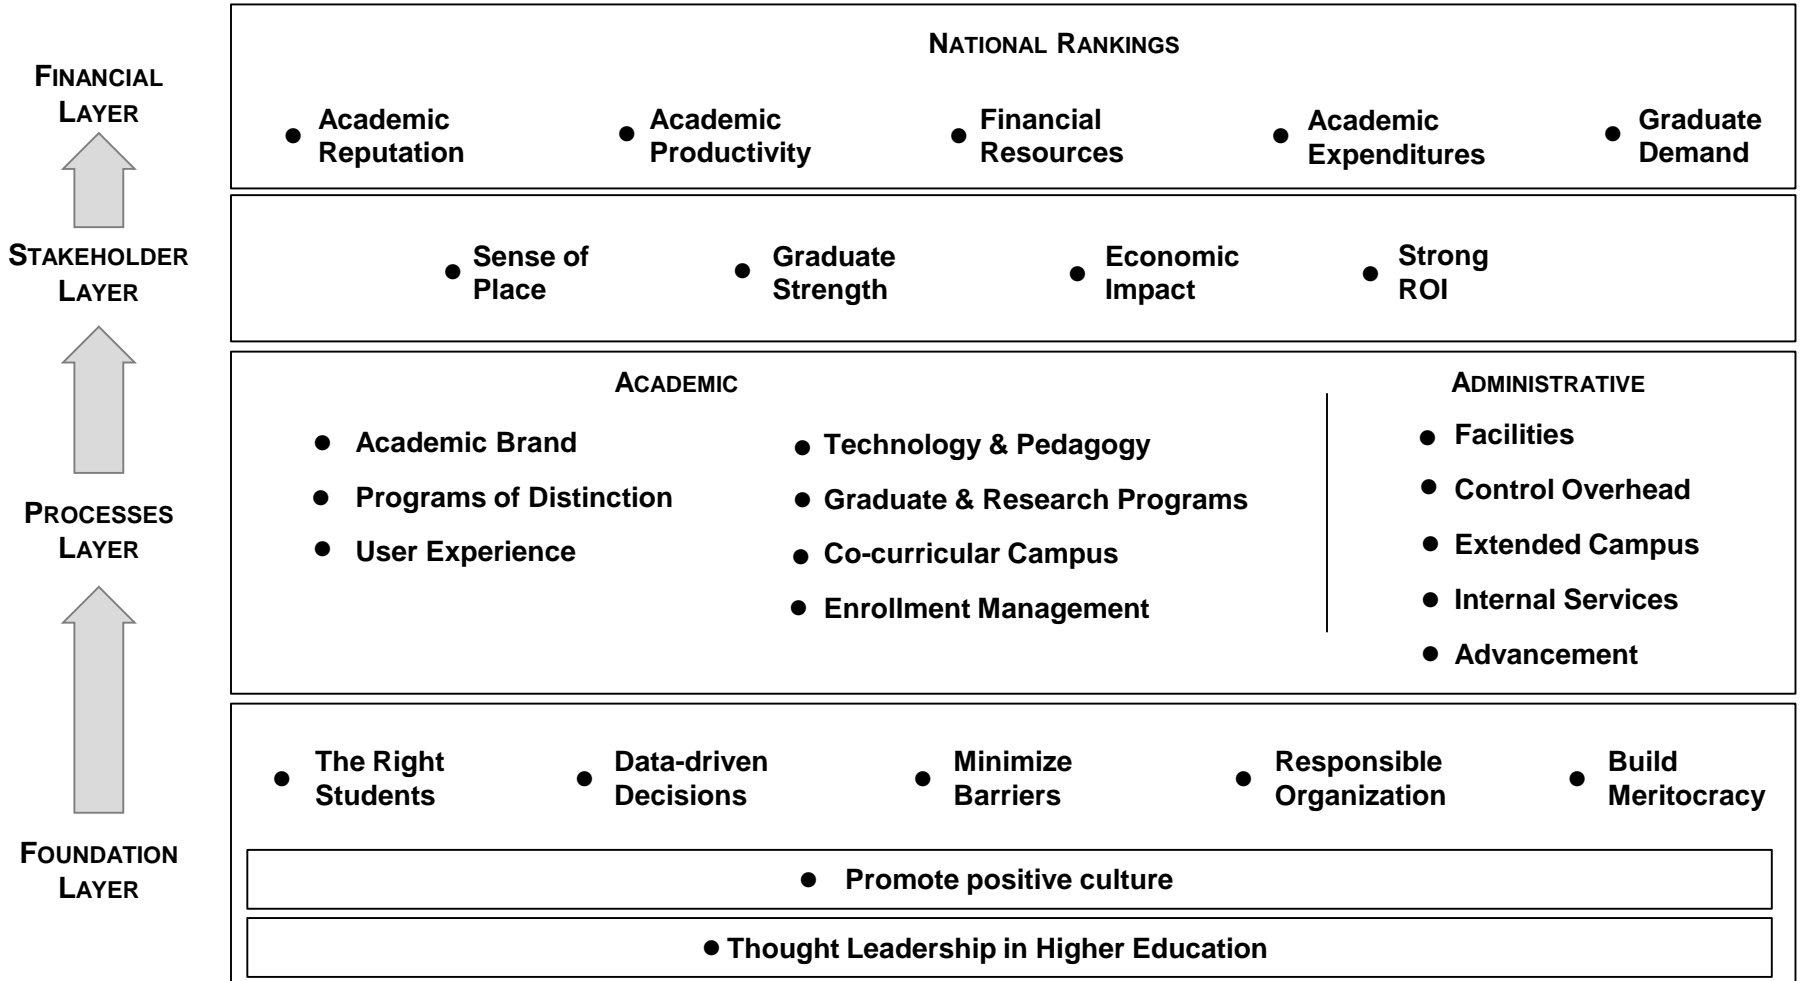 NATIONAL RANKINGS
FINANCIAL
LAYER
● Academic
Reputation
● Academic
Productivity
● Financial
Resources
● Academic
Expenditures
● Graduate
Demand
STAKEHOLDER
LAYER
● Sense of
Place
● Graduate
Strength
● Economic
Impact
● Strong
ROI
PROCESSES
LAYER
ACADEMIC
● Academic Brand
● Programs of Distinction
● User Experience
● Technology & Pedagogy
● Graduate & Research Programs
● Co-curricular Campus
● Enrollment Management
ADMINISTRATIVE
● Facilities
● Control Overhead
● Extended Campus
● Internal Services
● Advancement
FOUNDATION
LAYER
● The Right
Students
● Data-driven
Decisions
● Minimize
Barriers
● Responsible
Organization
● Build
Meritocracy
● Promote positive culture
● Thought Leadership in Higher Education